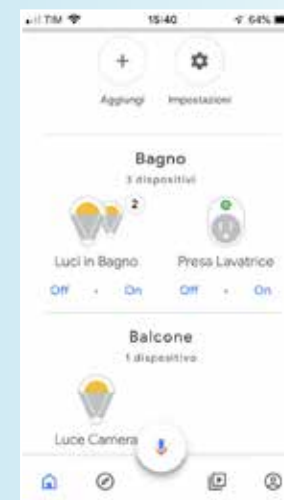 TIM 15:40 64%
Aggiungi Impostazioni
Bagno
3 dispositivi
2
Luci in Bagno Presa Lavatrice
Off · On Off · On
Balcone
1 dispositivo
Luce Camera